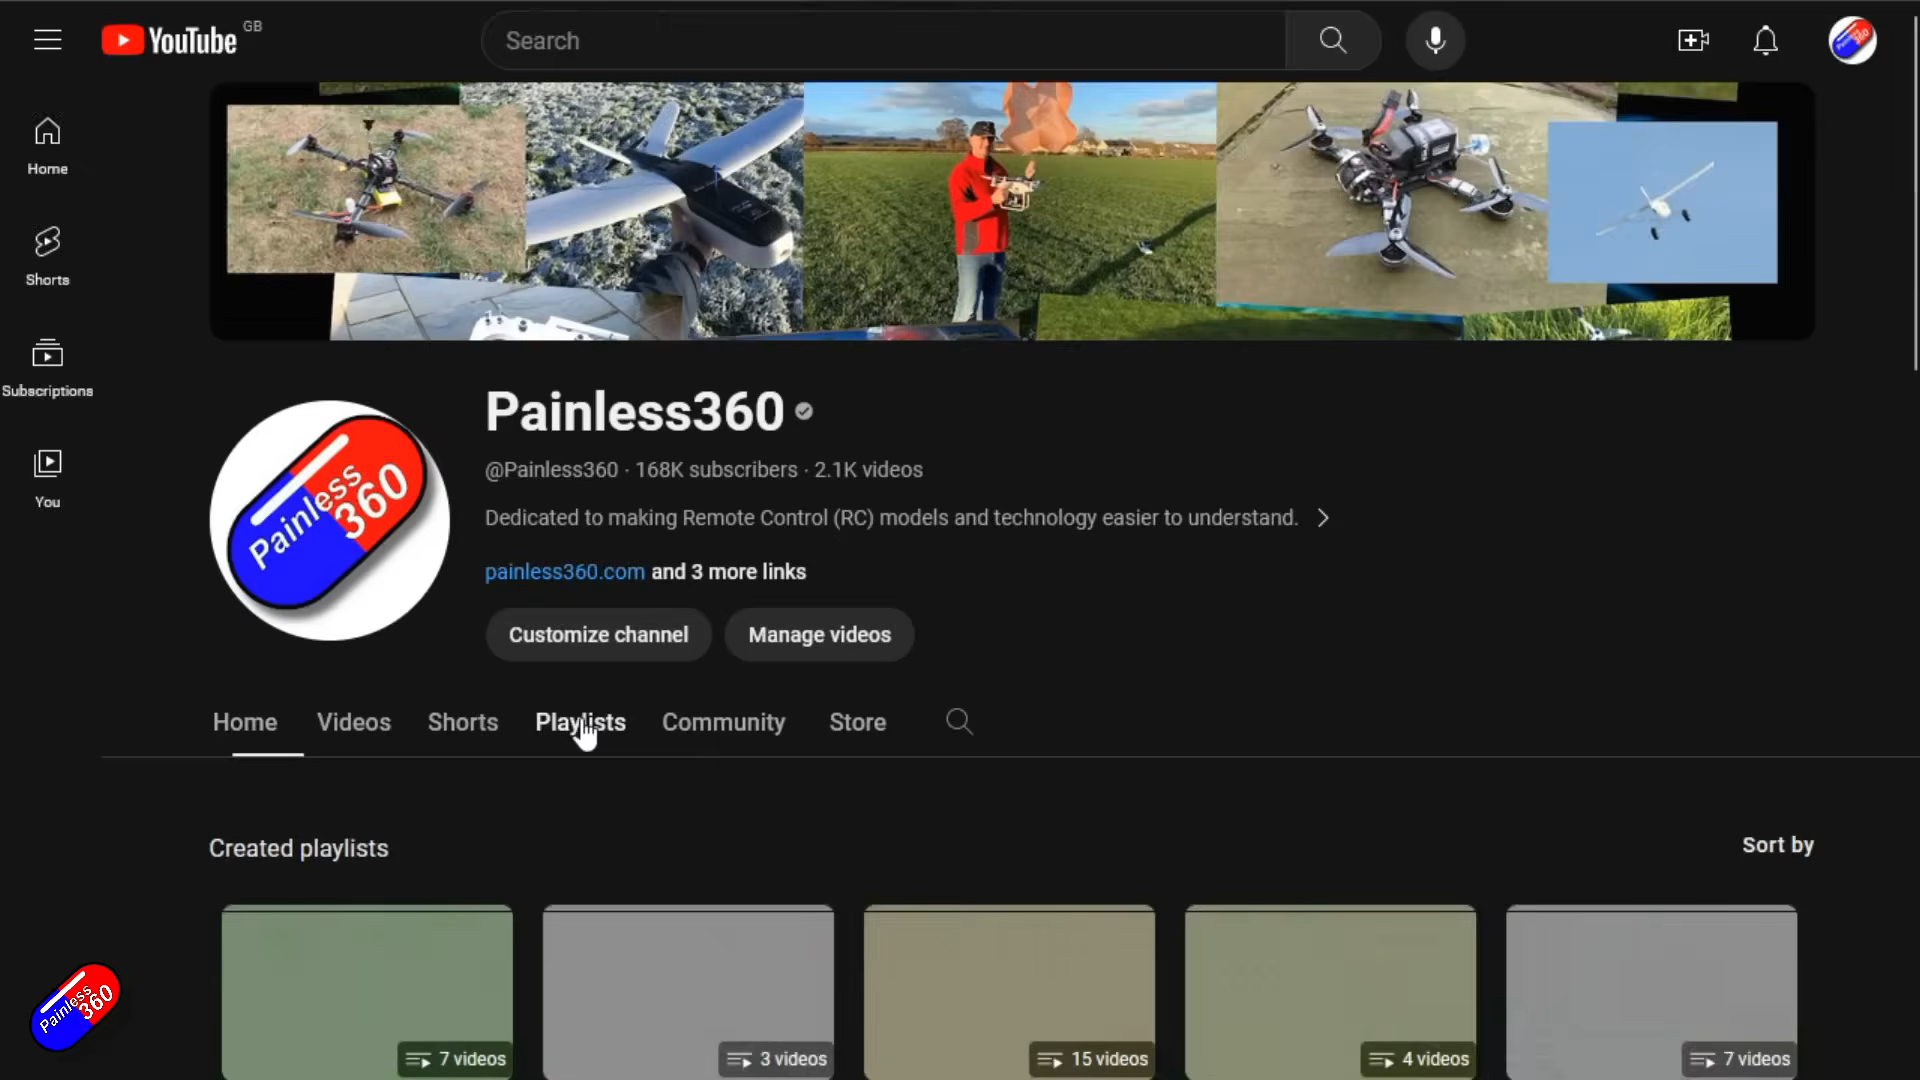 YouTube GB
Search
Home
Shorts
Subscriptions
You
Painless 360
Painless360
@Painless360 · 168K subscribers · 2.1K videos
Dedicated to making Remote Control (RC) models and technology easier to understand.
painless360.com and 3 more links
Customize channel Manage videos
Home Videos Shorts Playlists Community Store
Created playlists Sort by
7 videos 3 videos 15 videos 4 videos 7 videos
Painless 360